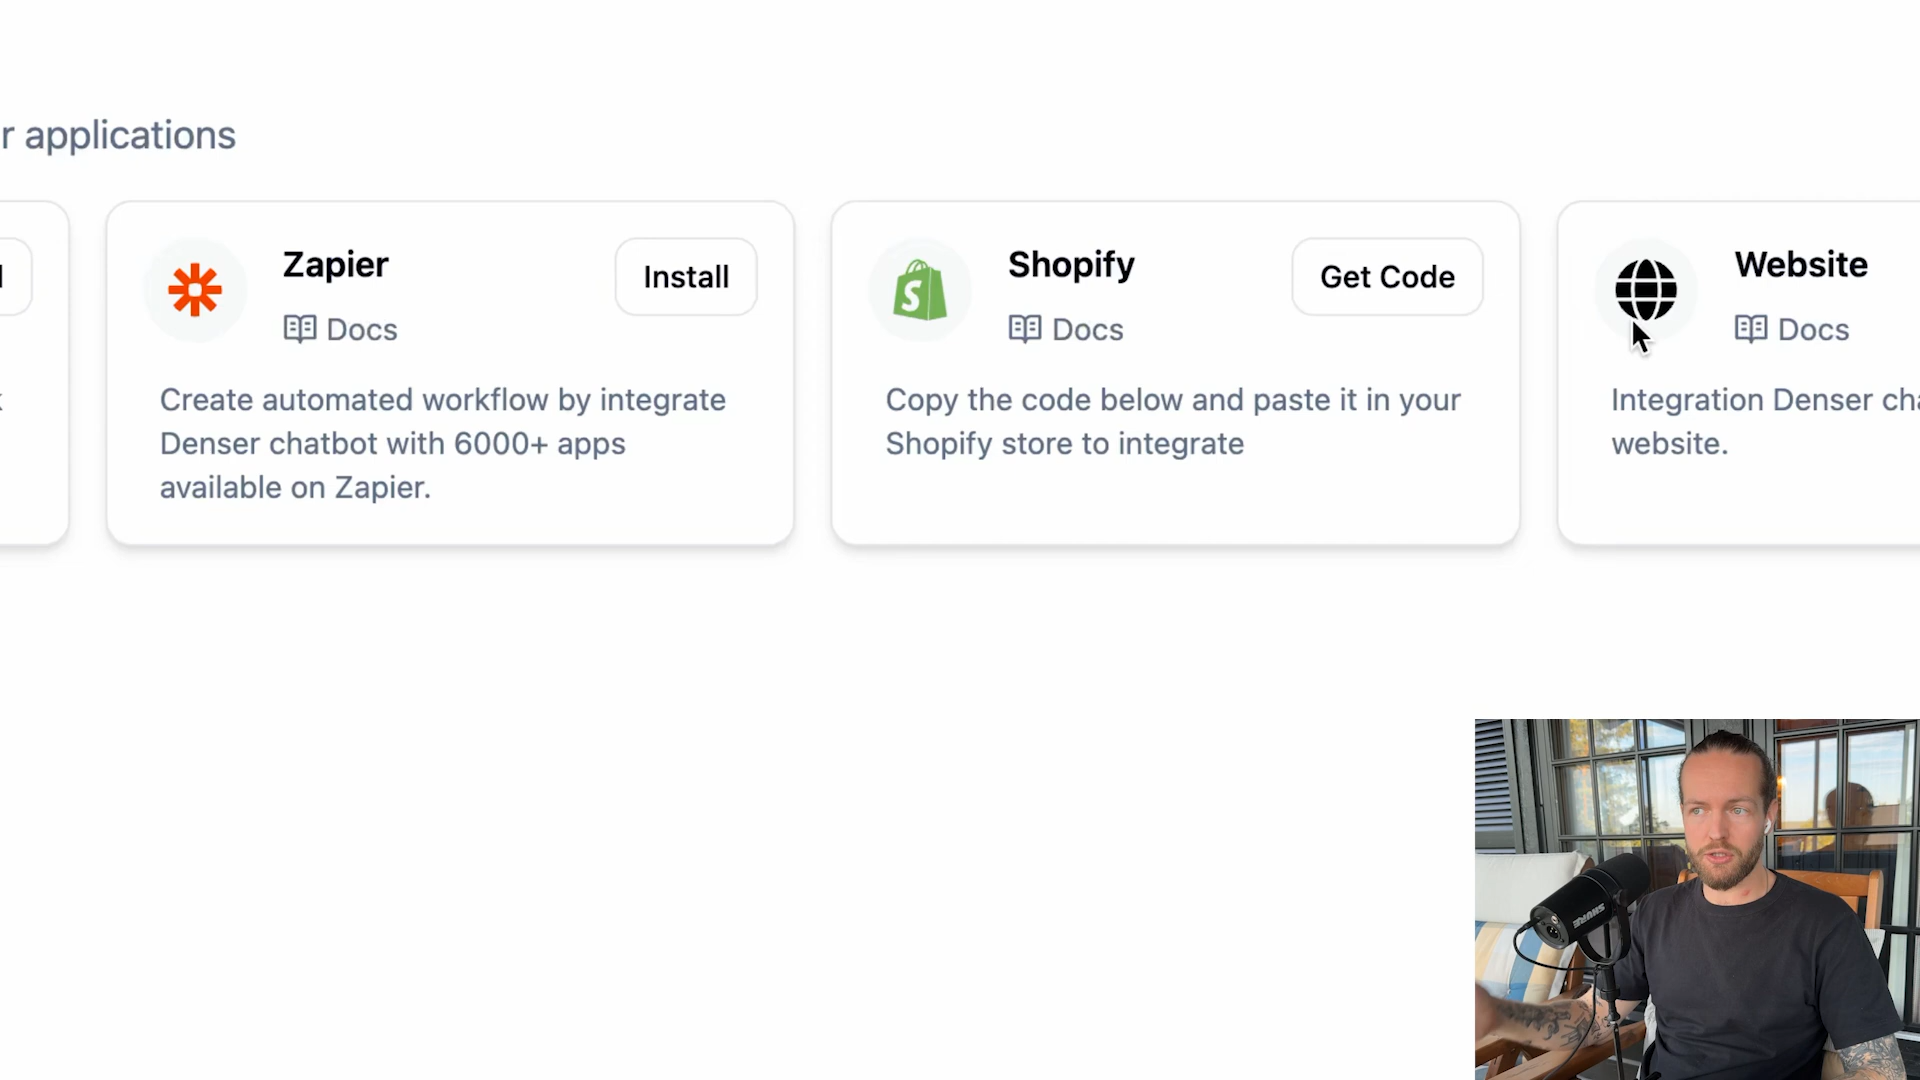 r applications
Zapier
Install
Docs
Create automated workflow by integrate
Denser chatbot with 6000+ apps
available on Zapier.
Shopify
Get Code
Docs
Copy the code below and paste it in your
Shopify store to integrate
Website
Docs
Integration Denser
website.
SHURE